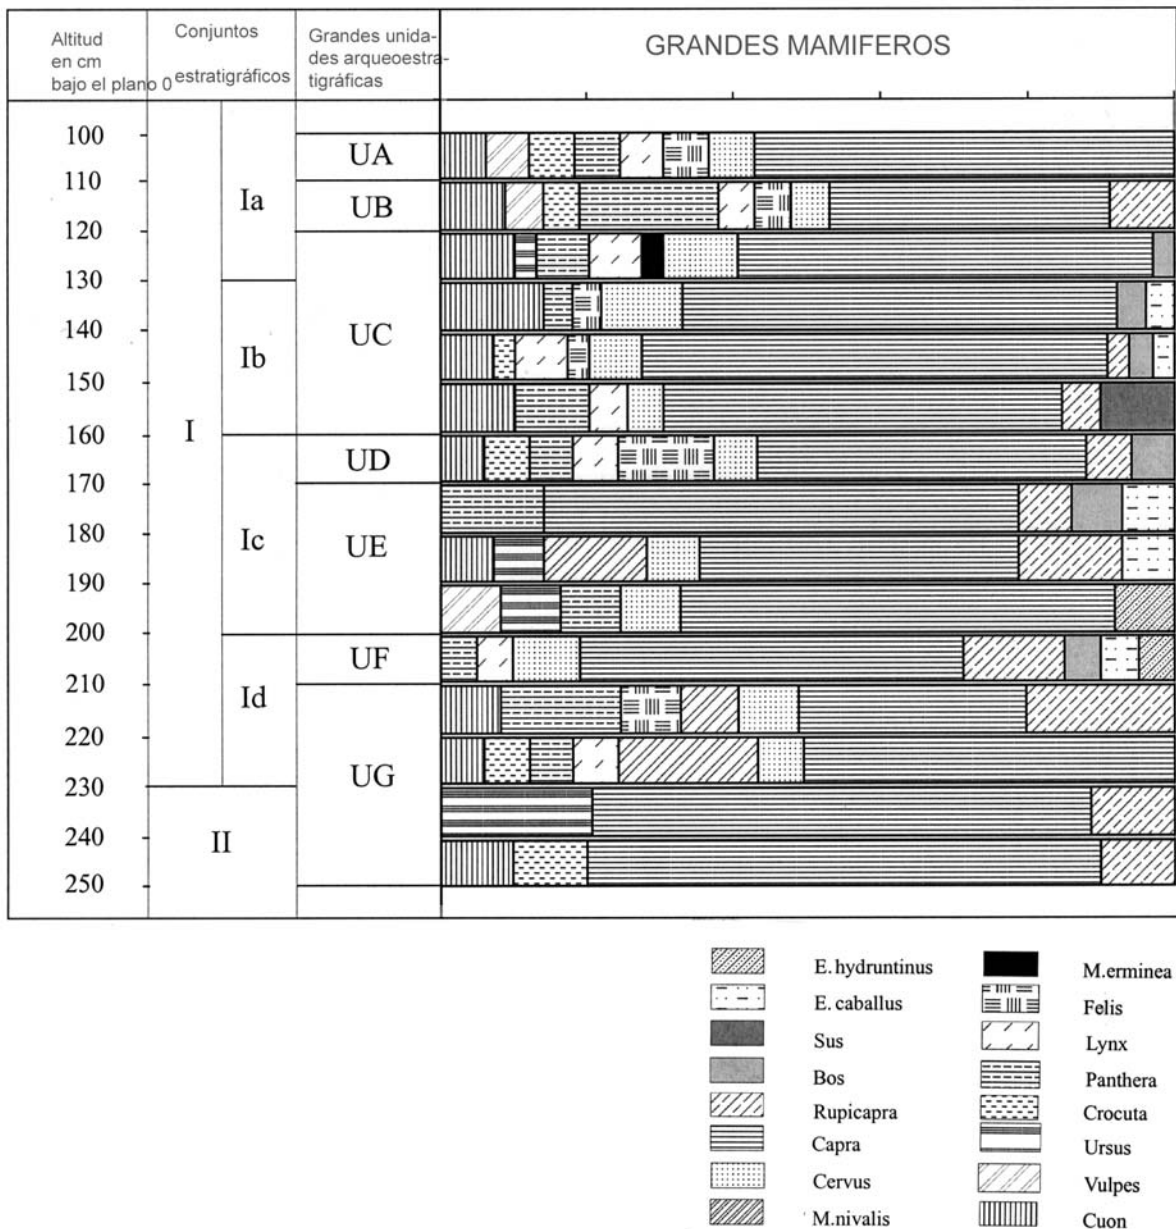 Altitud
en cm
bajo el plano 0
Conjuntos
estratigráficos
Grandes unida-
des arqueoestra-
tigráficas
GRANDES MAMIFEROS
100
110
120
130
140
150
160
170
180
190
200
210
220
230
240
250
I
II
Ia
Ib
Ic
Id
UA
UB
UC
UD
UE
UF
UG
E. hydruntinus
E. caballus
Sus
Bos
Rupicapra
Capra
Cervus
M.nivalis
M.erminea
Felis
Lynx
Panthera
Crocuta
Ursus
Vulpes
Cuon